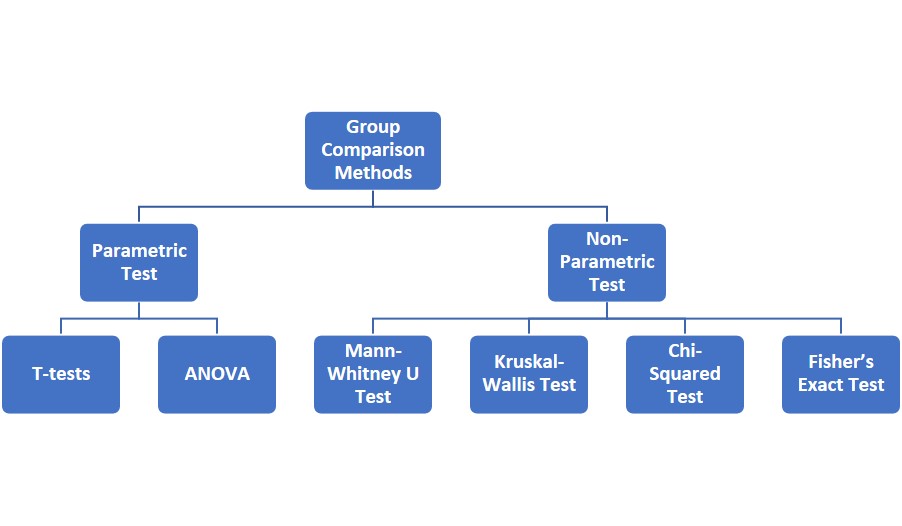 Group
Comparison
Methods
Parametric
Test
Non-
Parametric
Test
T-tests
ANOVA
Mann-
Whitney U
Test
Kruskal-
Wallis Test
Chi-
Squared
Test
Fisher’s
Exact Test